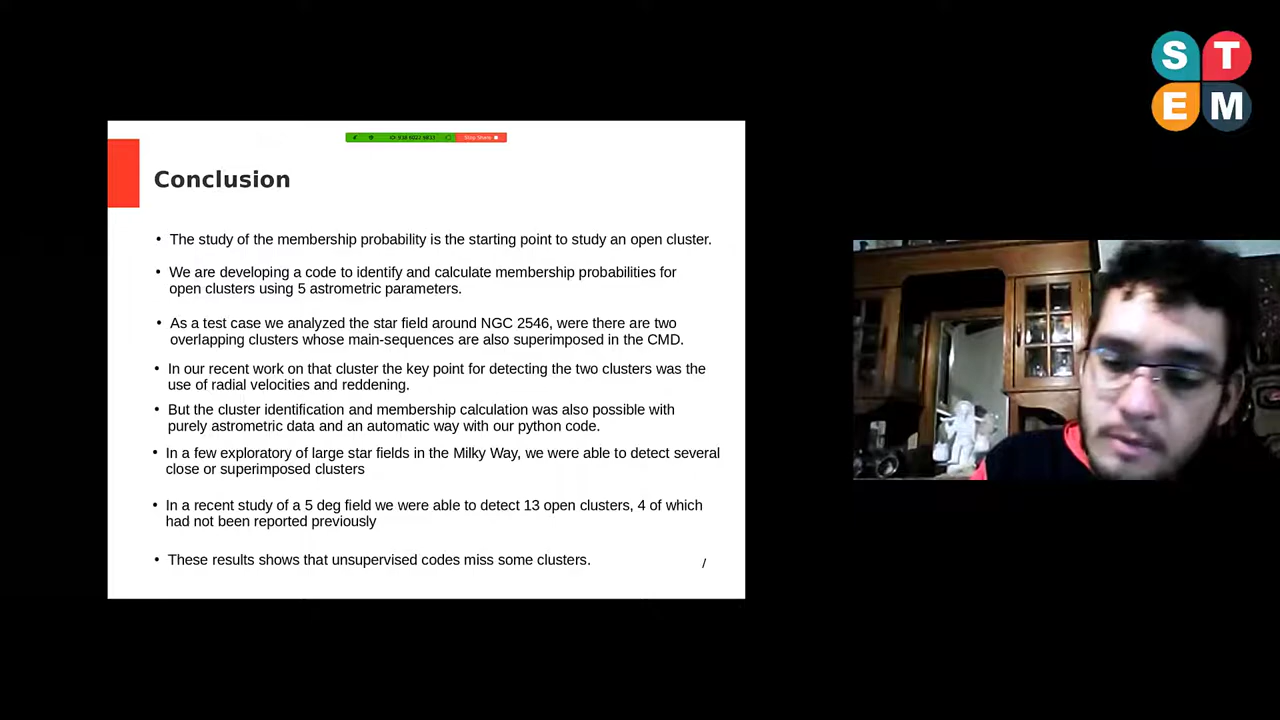 S T
E M
Stop Share
Conclusion
• The study of the membership probability is the starting point to study an open cluster.
• We are developing a code to identify and calculate membership probabilities for
open clusters using 5 astrometric parameters.
• As a test case we analyzed the star field around NGC 2546, were there are two
overlapping clusters whose main-sequences are also superimposed in the CMD.
• In our recent work on that cluster the key point for detecting the two clusters was the
use of radial velocities and reddening.
• But the cluster identification and membership calculation was also possible with
purely astrometric data and an automatic way with our python code.
• In a few exploratory of large star fields in the Milky Way, we were able to detect several
close or superimposed clusters
• In a recent study of a 5 deg field we were able to detect 13 open clusters, 4 of which
had not been reported previously
• These results shows that unsupervised codes miss some clusters.
/